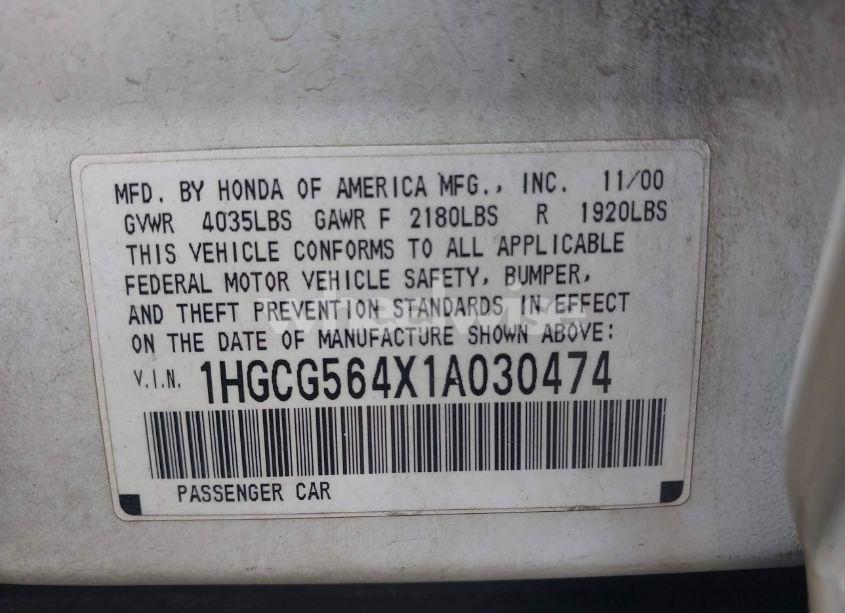 MFD. BY HONDA OF AMERICA MFG., INC. 11/00
GVWR 4035LBS GAWR F 2180LBS R 1920LBS
THIS VEHICLE CONFORMS TO ALL APPLICABLE
FEDERAL MOTOR VEHICLE SAFETY, BUMPER,
AND THEFT PREVENTION STANDARDS IN EFFECT
wheelwise
ON THE DATE OF MANUFACTURE SHOWN ABOVE:
V.I.N. 1HGCG564X1A030474
PASSENGER CAR